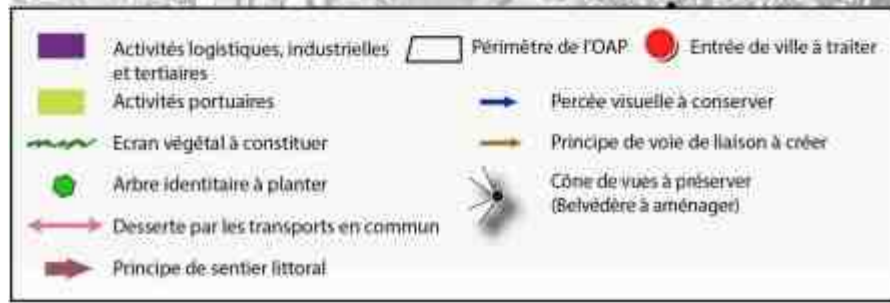 Activités logistiques, industrielles
et tertiaires
Périmètre de l'OAP
Entrée de ville à traiter
Activités portuaires
Percée visuelle à conserver
Ecran végétal à constituer
Principe de voie de liaison à créer
Arbre identitaire à planter
Cône de vues à préserver
(Belvédère à aménager)
Desserte par les transports en commun
Principe de sentier littoral